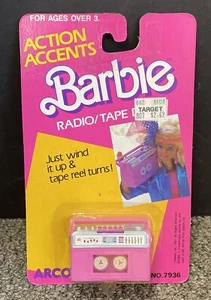 FOR AGES OVER 3.
ACTION
ACCENTS
Barbie
RADIO/TAPE
TARGET
Just wind
it up &
tape reel turns!
ARCO
NO. 7936